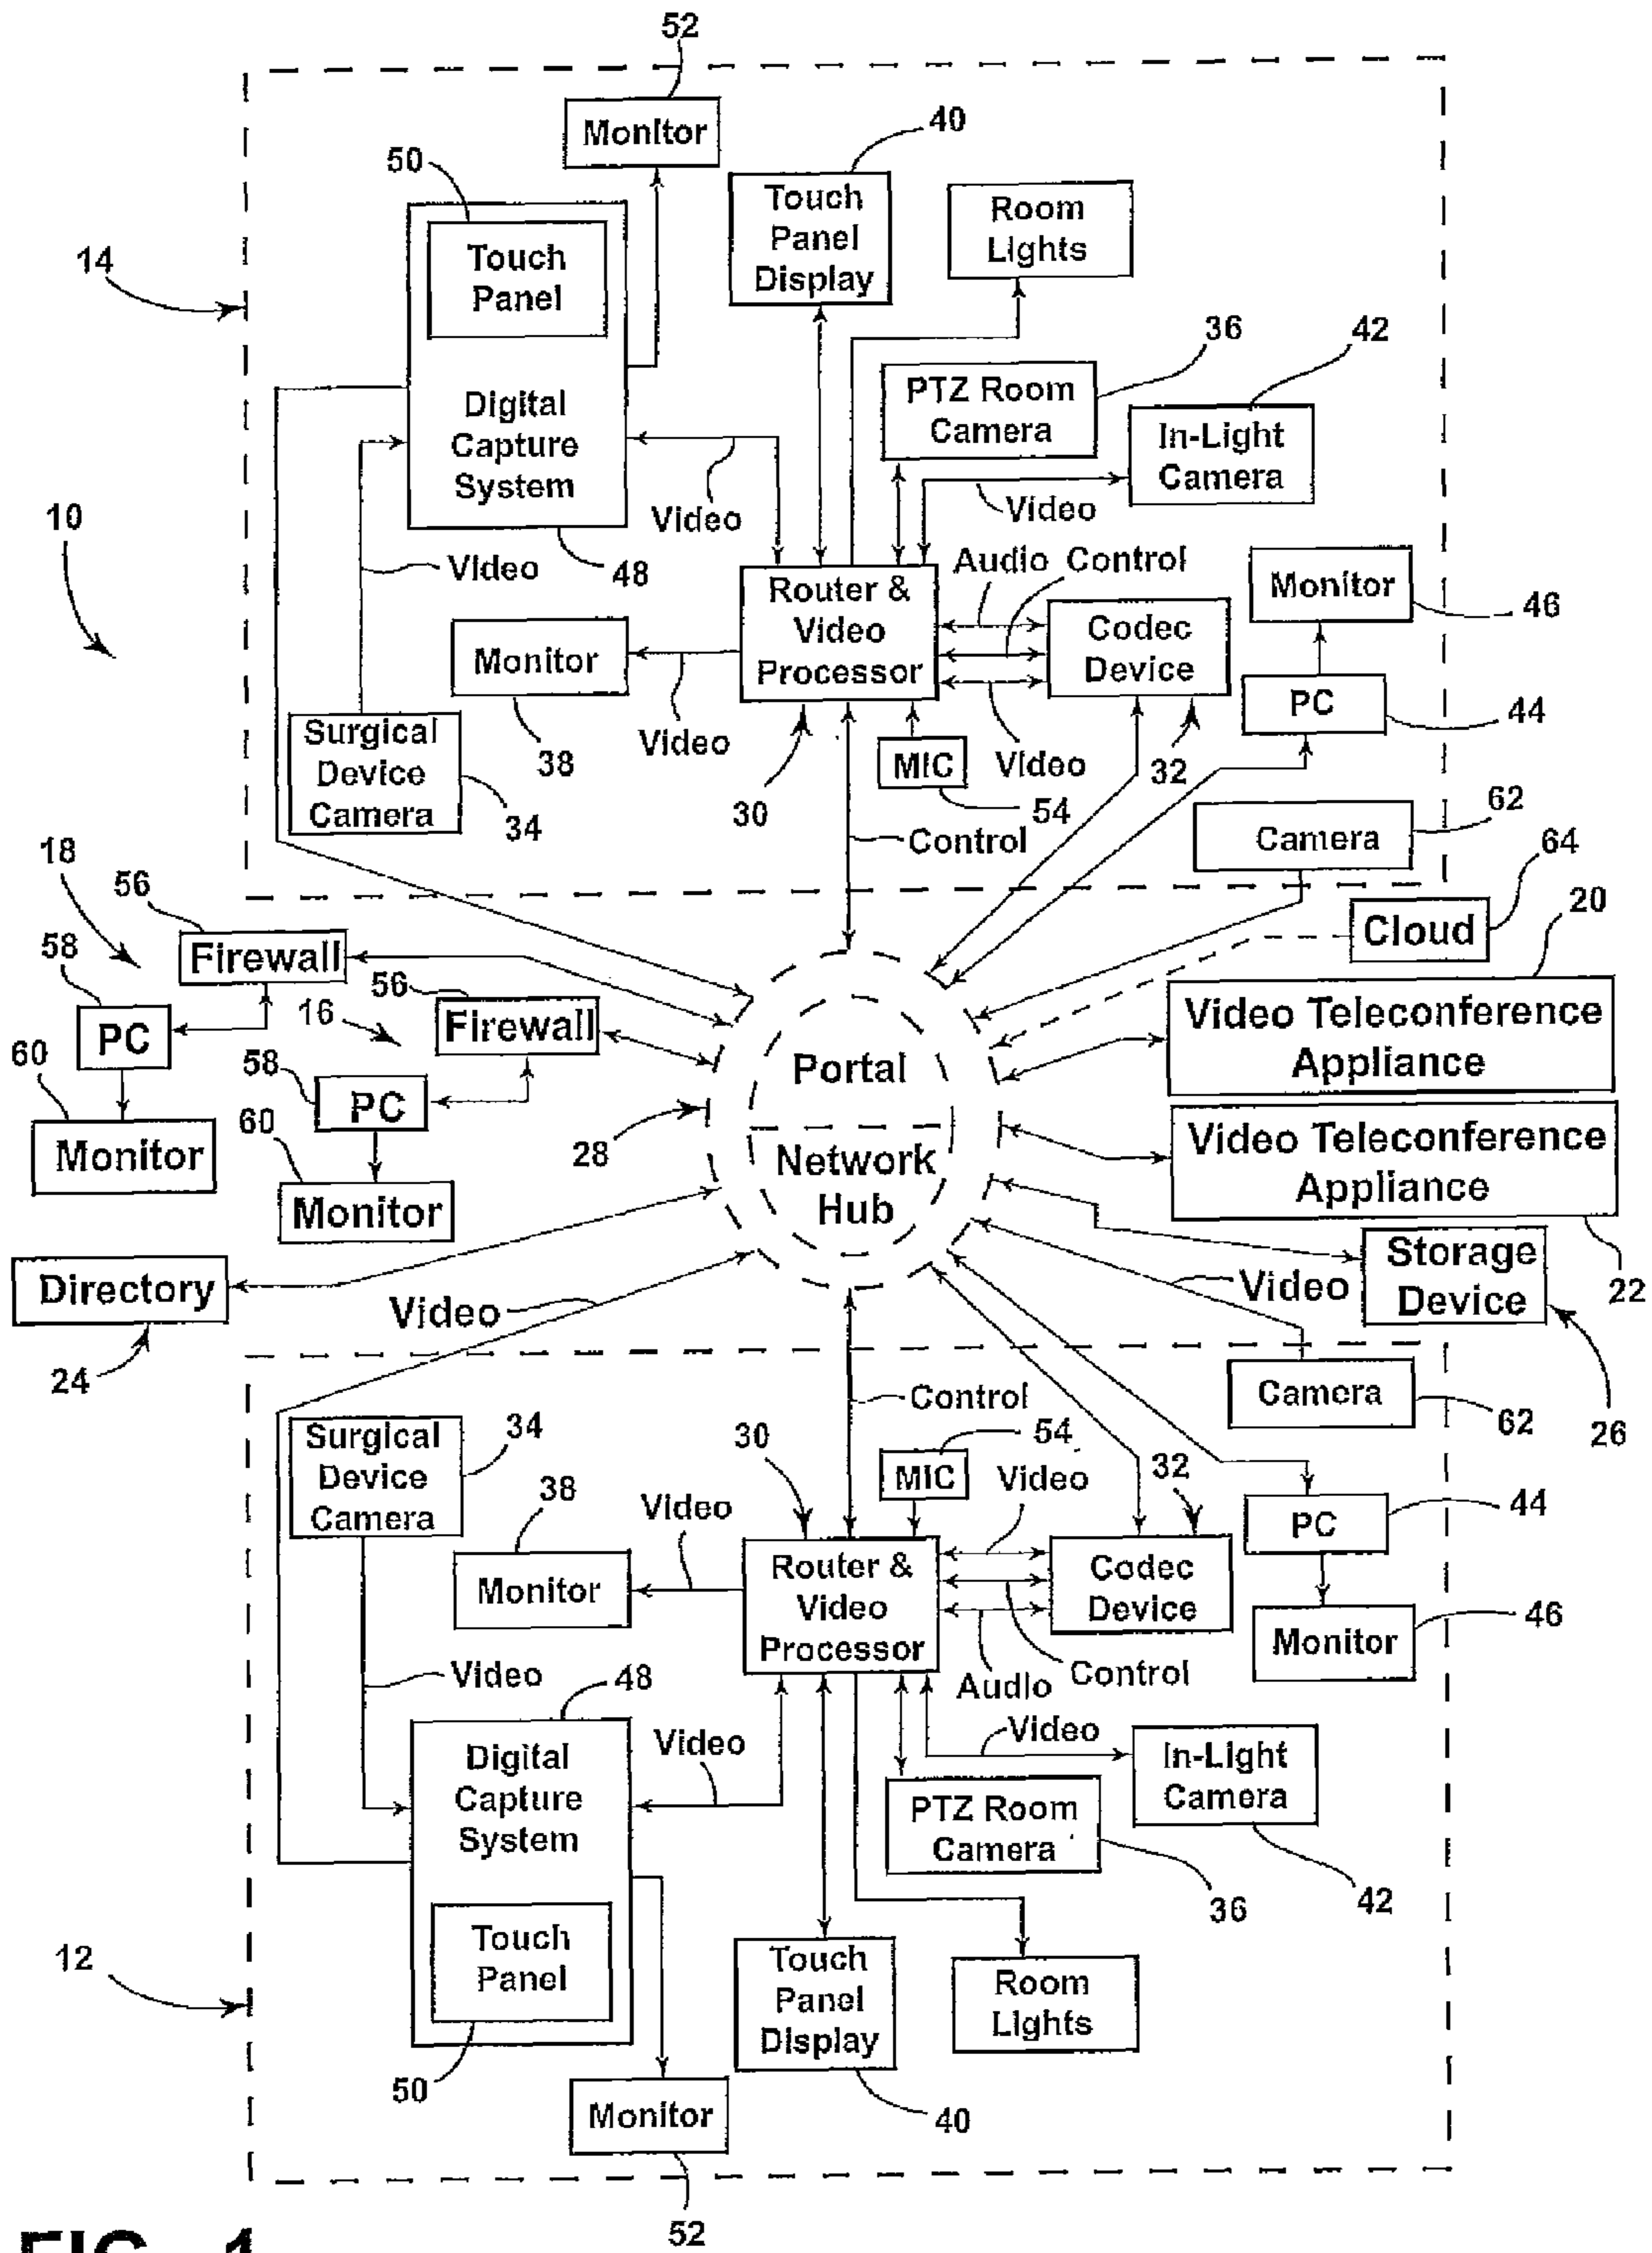 52
Monitor
40
50
Touch
Panel
Display
Room
Lights
Touch
Panel
14
36
42
PTZ Room
Camera
In-Light
Camera
Digital
Capture
System
Video
Video
10
Video
48
Audio Control
Router &
Video
Processor
Codec
Device
Monitor
46
Monitor
PC
44
Surgical
Device
Camera
38
Video
MIC
Video
32
30
54
34
Control
62
Camera
64
18
56
Cloud
20
58
Firewall
56
16
Firewall
PC
60
58
PC
Monitor
60
Monitor
Portal
28
Network
Hub
Video Teleconference
Appliance
Video Teleconference
Appliance
22
Storage
Device
26
Directory
24
Video
Video
Camera
62
Control
Surgical
Device
Camera
34
30
54
MIC
Video
32
38
Video
Monitor
PC
44
Router &
Video
Processor
Codec
Device
46
Monitor
Video
48
Audio
Control
Video
Video
Digital
Capture
System
In-Light
Camera
PTZ Room
Camera
36
42
12
Touch
Panel
50
Touch
Panel
Display
Room
Lights
40
Monitor
52
FIG. 1